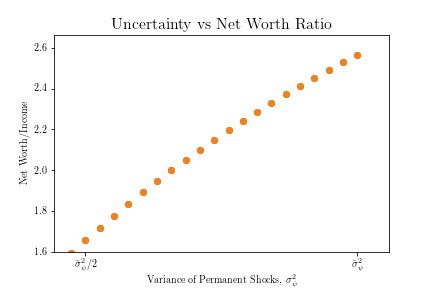 Uncertainty vs Net Worth Ratio
Net Worth/Income
2.6
2.4
2.2
2.0
1.8
1.6
σ̄²_ψ/2
σ̄²_ψ
Variance of Permanent Shocks, σ²_ψ